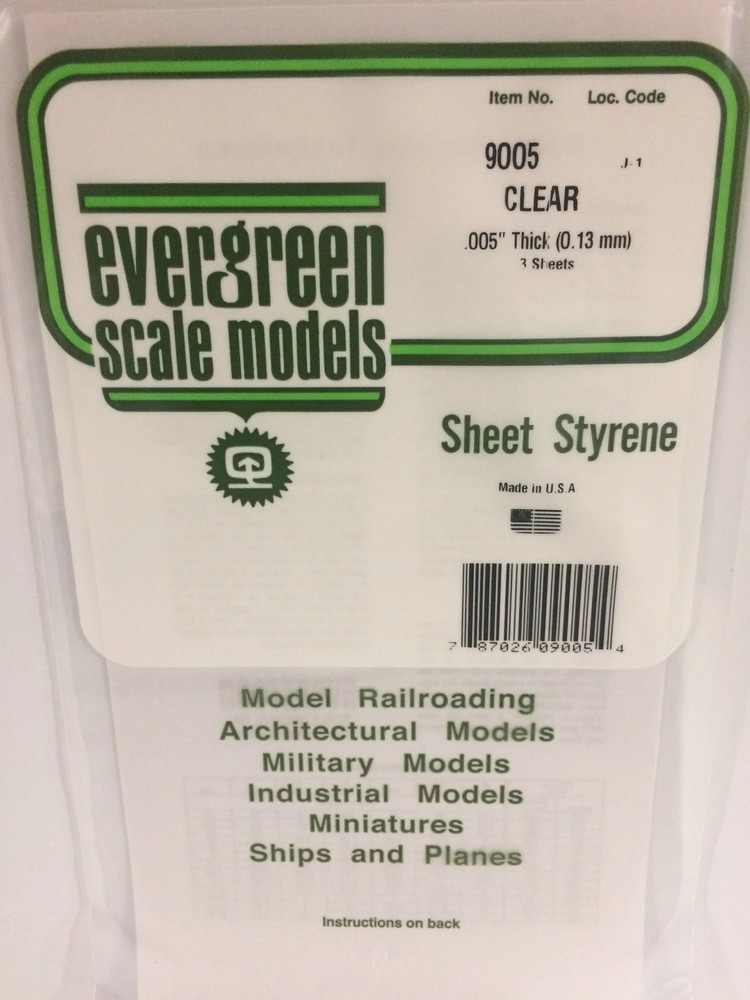 Item No. Loc. Code
9005 J-1
CLEAR
.005" Thick (0.13 mm)
3 Sheets
evergreen
scale models
Sheet Styrene
Made in U.S.A
7 87026 09005 4
Model Railroading
Architectural Models
Military Models
Industrial Models
Miniatures
Ships and Planes
Instructions on back